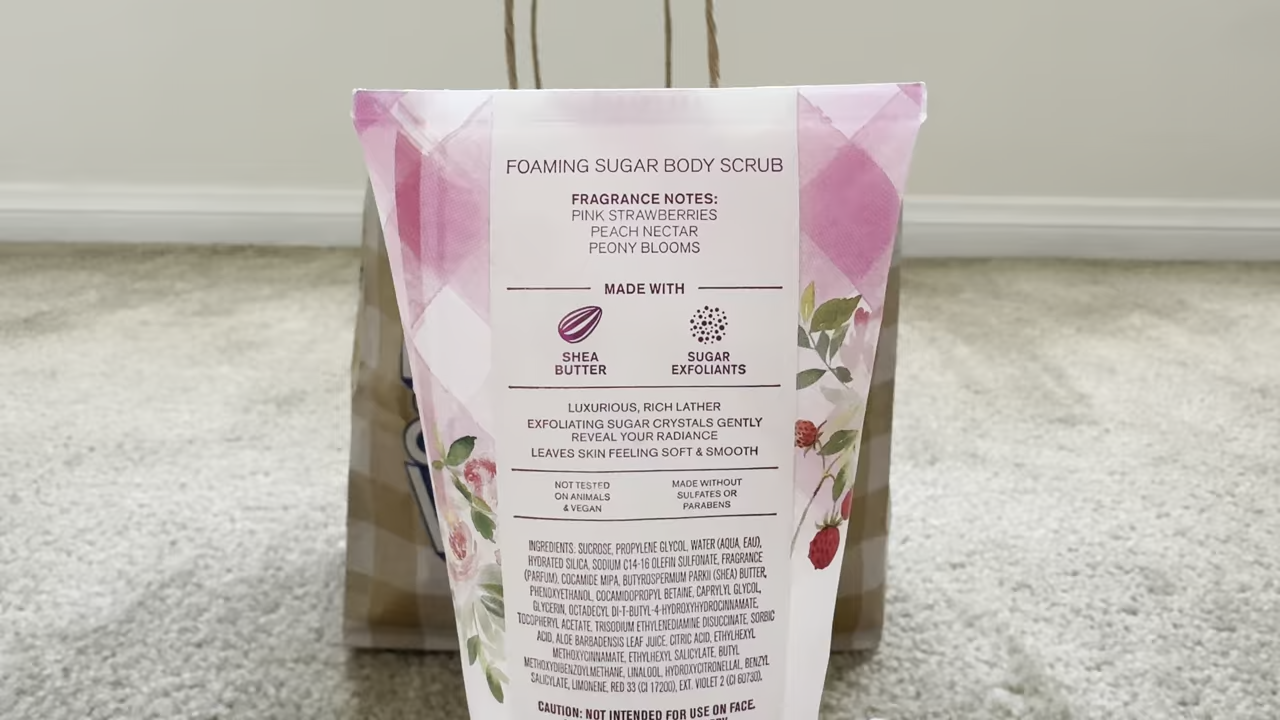 FOAMING SUGAR BODY SCRUB
FRAGRANCE NOTES:
PINK STRAWBERRIES
PEACH NECTAR
PEONY BLOOMS
MADE WITH
SHEA
BUTTER
SUGAR
EXFOLIANTS
LUXURIOUS, RICH LATHER
EXFOLIATING SUGAR CRYSTALS GENTLY
REVEAL YOUR RADIANCE
LEAVES SKIN FEELING SOFT & SMOOTH
NOT TESTED
ON ANIMALS
& VEGAN
MADE WITHOUT
SULFATES OR
PARABENS
INGREDIENTS: SUCROSE, PROPYLENE GLYCOL, WATER (AQUA, EAU),
HYDRATED SILICA, SODIUM C14-16 OLEFIN SULFONATE, FRAGRANCE
(PARFUM), COCAMIDE MIPA, BUTYROSPERMUM PARKII (SHEA) BUTTER,
PHENOXYETHANOL, COCAMIDOPROPYL BETAINE, CAPRYLYL GLYCOL,
GLYCERIN, OCTADECYL DI-T-BUTYL-4-HYDROXYHYDROCINNAMATE,
TOCOPHERYL ACETATE, TRISODIUM ETHYLENEDIAMINE DISUCCINATE, SORBIC
ACID, ALOE BARBADENSIS LEAF JUICE, CITRIC ACID, ETHYLHEXYL
METHOXYCINNAMATE, ETHYLHEXYL SALICYLATE, BUTYL
METHOXYDIBENZOYLMETHANE, LINALOOL, HYDROXYCITRONELLAL, BENZYL
SALICYLATE, LIMONENE, RED 33 (CI 17200), EXT. VIOLET 2 (CI 60730).
CAUTION: NOT INTENDED FOR USE ON FACE.